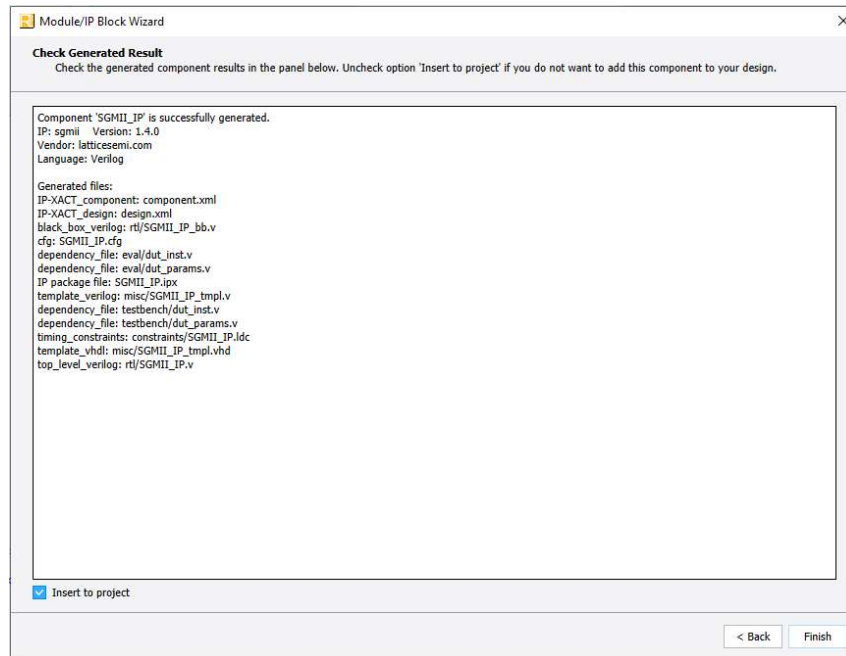 Module/IP Block Wizard
Check Generated Result
Check the generated component results in the panel below. Uncheck option 'Insert to project' if you do not want to add this component to your design.
Component 'SGMII_IP' is successfully generated.
IP: sgmii Version: 1.4.0
Vendor: latticesemi.com
Language: Verilog
Generated files:
IP-XACT_component: component.xml
IP-XACT_design: design.xml
black_box_verilog: rtl/SGMII_IP_bb.v
cfg: SGMII_IP.cfg
dependency_file: eval/dut_inst.v
dependency_file: eval/dut_params.v
IP package file: SGMII_IP.ipx
template_verilog: misc/SGMII_IP_tmpl.v
dependency_file: testbench/dut_inst.v
dependency_file: testbench/dut_params.v
timing_constraints: constraints/SGMII_IP.ldc
template_vhdl: misc/SGMII_IP_tmpl.vhd
top_level_verilog: rtl/SGMII_IP.v
Insert to project
< Back Finish